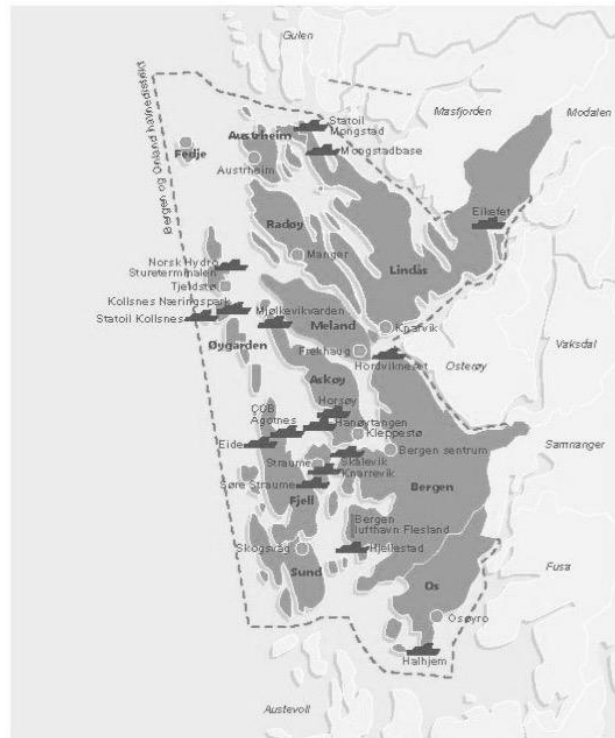 Gulen
Masfjorden
Modalen
Statoil
Mongstad
Austrheim
Mongstadbase
Fedje
Austrheim
Bergen og Omland havnedistrikt
Eikefet
Radøy
Manger
Lindås
Norsk Hydro
Stureterminalen
Tjeldstø
Kollsnes Næringspark
Mjølkevikvarden
Statoil Kollsnes
Meland
Knarvik
Øygarden
Frekhaug
Hordvikneset
Osterøy
Vaksdal
Askøy
Horsøy
CCB
Ågotnes
Hanøytangen
Kleppestø
Eide
Bergen sentrum
Samnanger
Straume
Skålevik
Knarrevik
Søre Straume
Bergen
Fjell
Bergen
lufthavn Flesland
Skogsvåg
Hjellestad
Sund
Fusa
Os
Osøyro
Halhjem
Austevoll